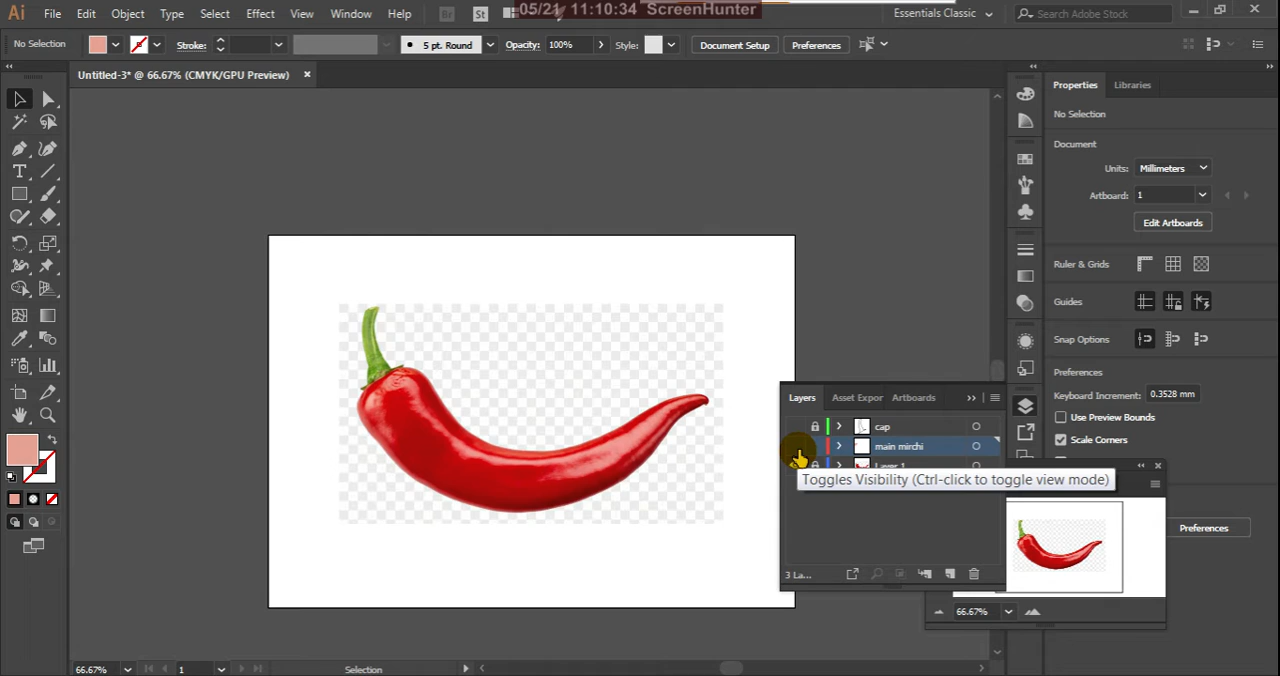 Ai File Edit Object Type Select Effect View Window Help Br St 05/21 11:10:34 ScreenHunter Essentials Classic Search Adobe Stock
No Selection Stroke: 5 pt. Round Opacity: 100% Style: Document Setup Preferences
Untitled-3* @ 66.67% (CMYK/GPU Preview)
Properties Libraries
No Selection
Document
Units: Millimeters
Artboard: 1
Edit Artboards
Ruler & Grids
Guides
Snap Options
Preferences
Keyboard Increment: 0.3528 mm
Use Preview Bounds
Scale Corners
Layers Asset Expor Artboards
cap
main mirchi
Layer 1
Toggles Visibility (Ctrl-click to toggle view mode)
Preferences
3 La...
66.67%
66.67% 1 Selection